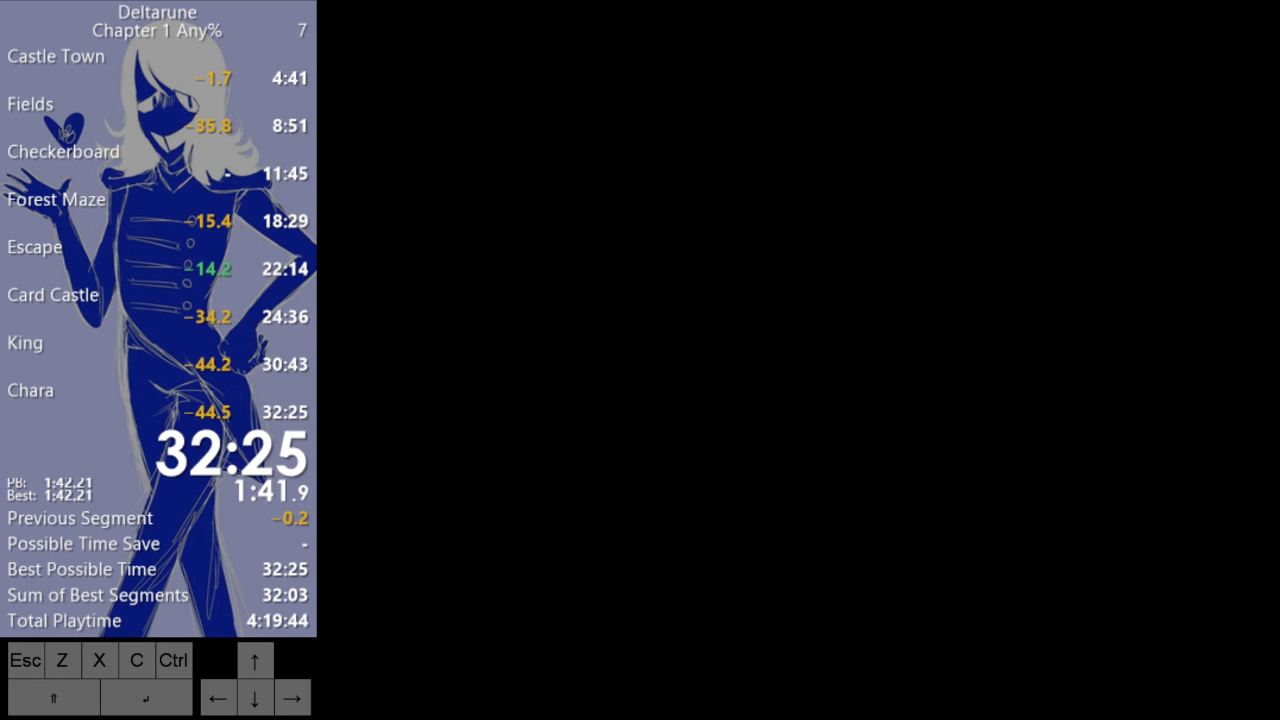 Deltarune
Chapter 1 Any% 7
Castle Town
−1.7 4:41
Fields
−35.8 8:51
Checkerboard
- 11:45
Forest Maze
−15.4 18:29
Escape
−14.2 22:14
Card Castle
−34.2 24:36
King
−44.2 30:43
Chara
−44.5 32:25
32:25
PB: 1:42.21
Best: 1:42.21
1:41.9
Previous Segment −0.2
Possible Time Save -
Best Possible Time 32:25
Sum of Best Segments 32:03
Total Playtime 4:19:44
Esc Z X C Ctrl ↑
⇧ ↵ ← ↓ →